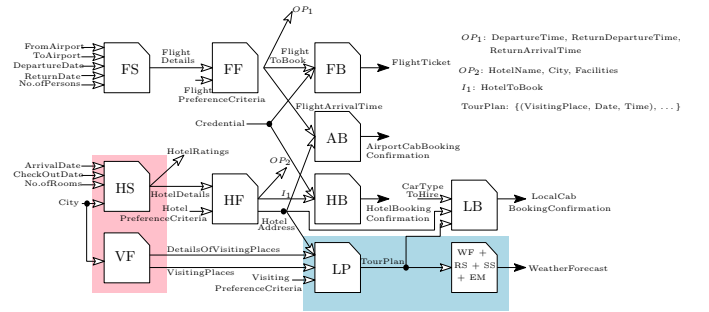 OP1
OP1: DepartureTime, ReturnDepartureTime,
ReturnArrivalTime
OP2: HotelName, City, Facilities
I1: HotelToBook
TourPlan: {(VisitingPlace, Date, Time), ... }
FromAirport
ToAirport
DepartureDate
ReturnDate
No.ofPersons
FS
Flight
Details
FF
Flight
PreferenceCriteria
Flight
ToBook
FB
FlightTicket
FlightArrivalTime
Credential
AB
AirportCabBooking
Confirmation
ArrivalDate
CheckOutDate
No.ofRooms
City
HS
HotelRatings
HotelDetails
Hotel
PreferenceCriteria
HF
OP2
I1
Hotel
Address
HB
HotelBooking
Confirmation
CarType
ToHire
LB
LocalCab
BookingConfirmation
VF
DetailsOfVisitingPlaces
VisitingPlaces
Visiting
PreferenceCriteria
LP
TourPlan
WF +
RS + SS
+ EM
WeatherForecast